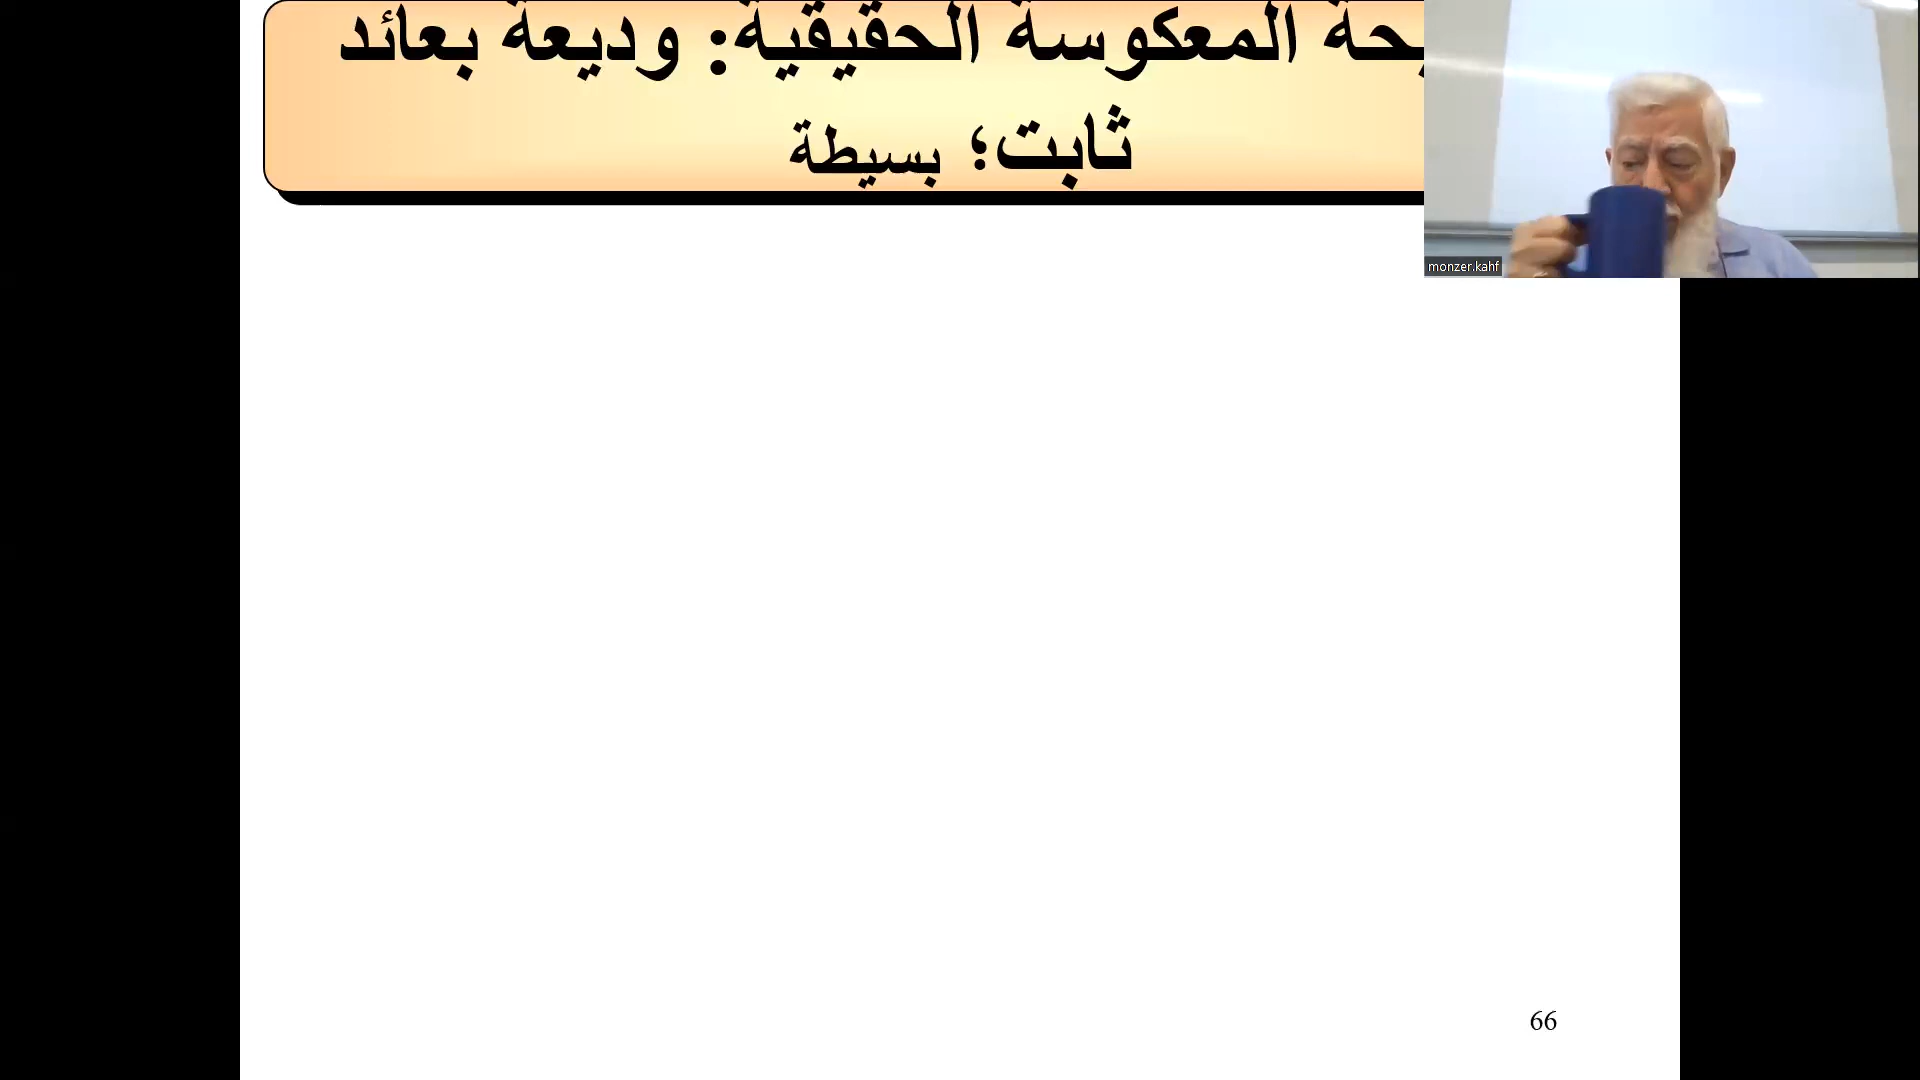 المعكوسة الحقيقية: وديعة بعائد
ثابت؛ بسيطة
monzer.kahf
66